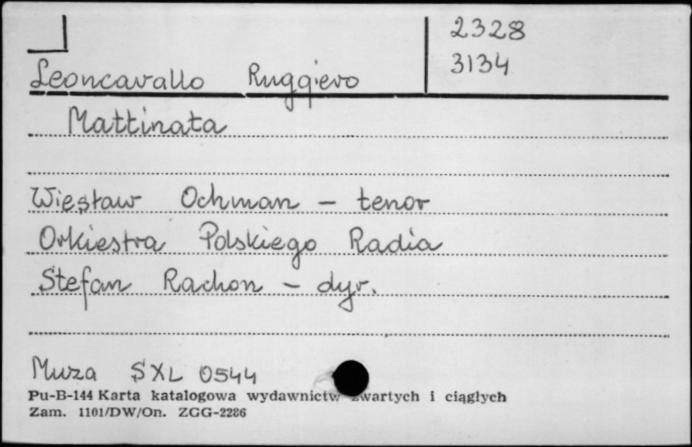 2328
3134
Leoncavallo Ruggiero
Mattinata
Wiesław Ochman – tenor
Orkiestra Polskiego Radia
Stefan Rachoń – dyr.
Muza SXL 0544
Pu-B-144 Karta katalogowa wydawnictw zwartych i ciągłych
Zam. 1101/DW/On. ZGG-2286